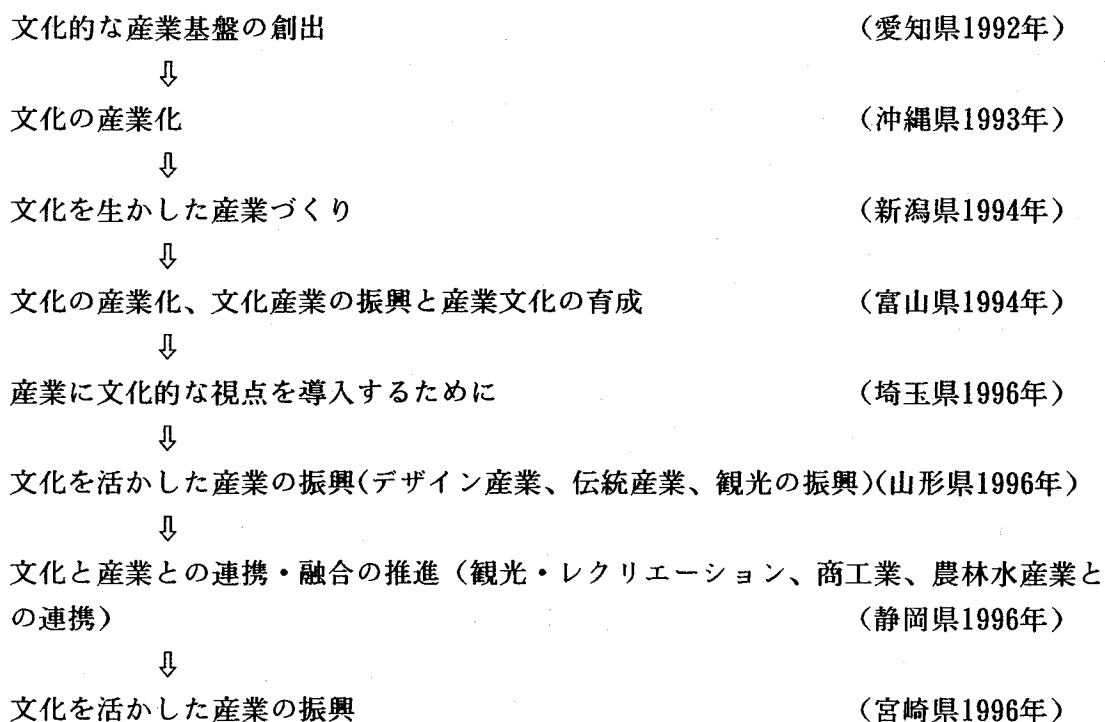 文化的な産業基盤の創出 (愛知県1992年)
⇩
文化の産業化 (沖縄県1993年)
⇩
文化を生かした産業づくり (新潟県1994年)
⇩
文化の産業化、文化産業の振興と産業文化の育成 (富山県1994年)
⇩
産業に文化的な視点を導入するために (埼玉県1996年)
⇩
文化を活かした産業の振興(デザイン産業、伝統産業、観光の振興)(山形県1996年)
⇩
文化と産業との連携・融合の推進（観光・レクリエーション、商工業、農林水産業と
の連携） (静岡県1996年)
⇩
文化を活かした産業の振興 (宮崎県1996年)